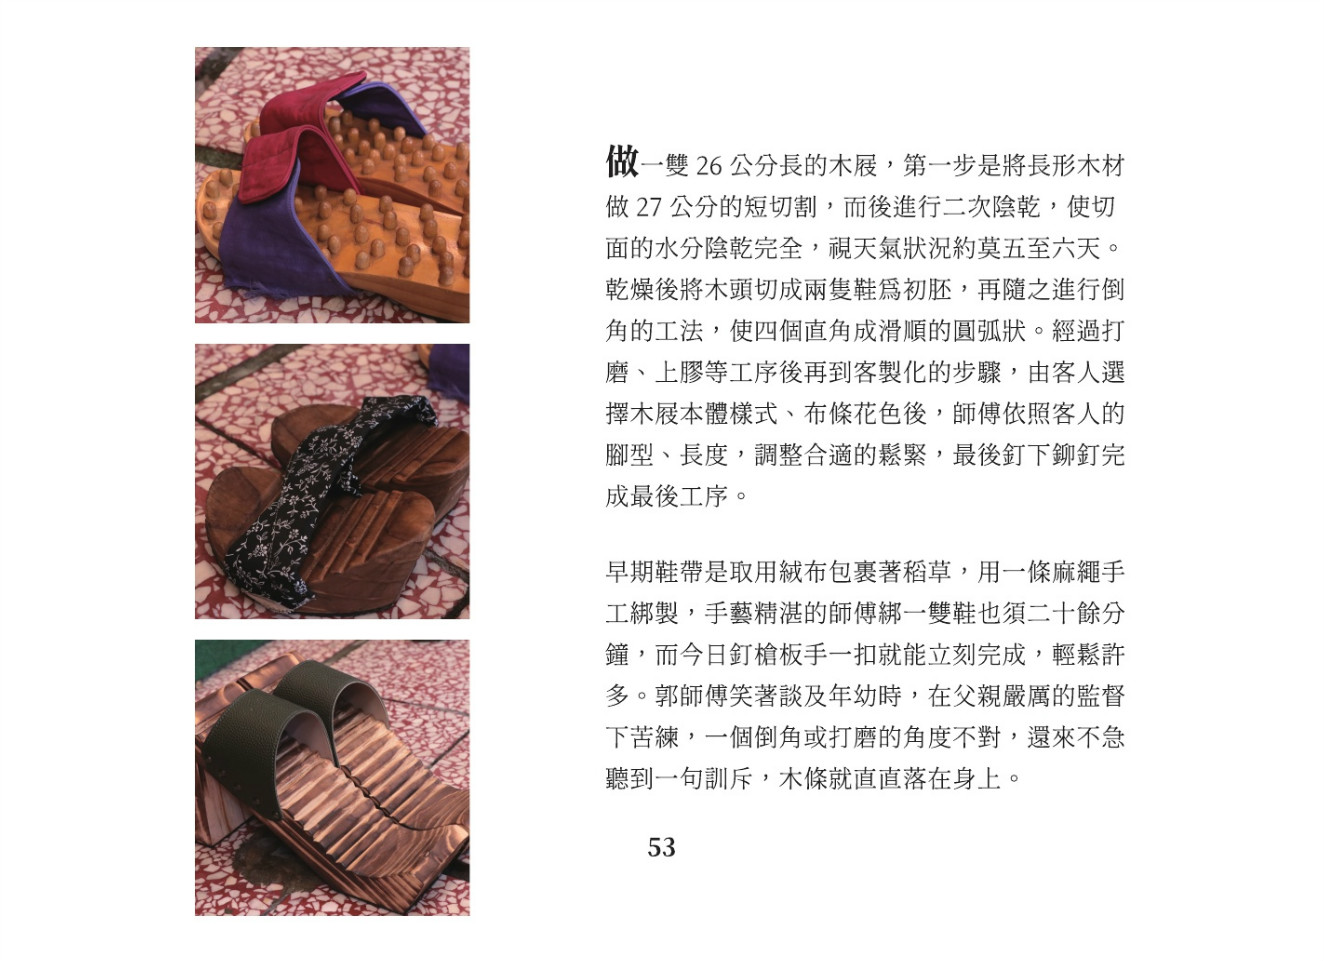 做一雙 26 公分長的木屐，第一步是將長形木材
做 27 公分的短切割，而後進行二次陰乾，使切
面的水分陰乾完全，視天氣狀況約莫五至六天。
乾燥後將木頭切成兩隻鞋爲初胚，再隨之進行倒
角的工法，使四個直角成滑順的圓弧狀。經過打
磨、上膠等工序後再到客製化的步驟，由客人選
擇木屐本體樣式、布條花色後，師傅依照客人的
腳型、長度，調整合適的鬆緊，最後釘下鉚釘完
成最後工序。
早期鞋帶是取用絨布包裹著稻草，用一條麻繩手
工綁製，手藝精湛的師傅綁一雙鞋也須二十餘分
鐘，而今日釘槍板手一扣就能立刻完成，輕鬆許
多。郭師傅笑著談及年幼時，在父親嚴厲的監督
下苦練，一個倒角或打磨的角度不對，還來不急
聽到一句訓斥，木條就直直落在身上。
53